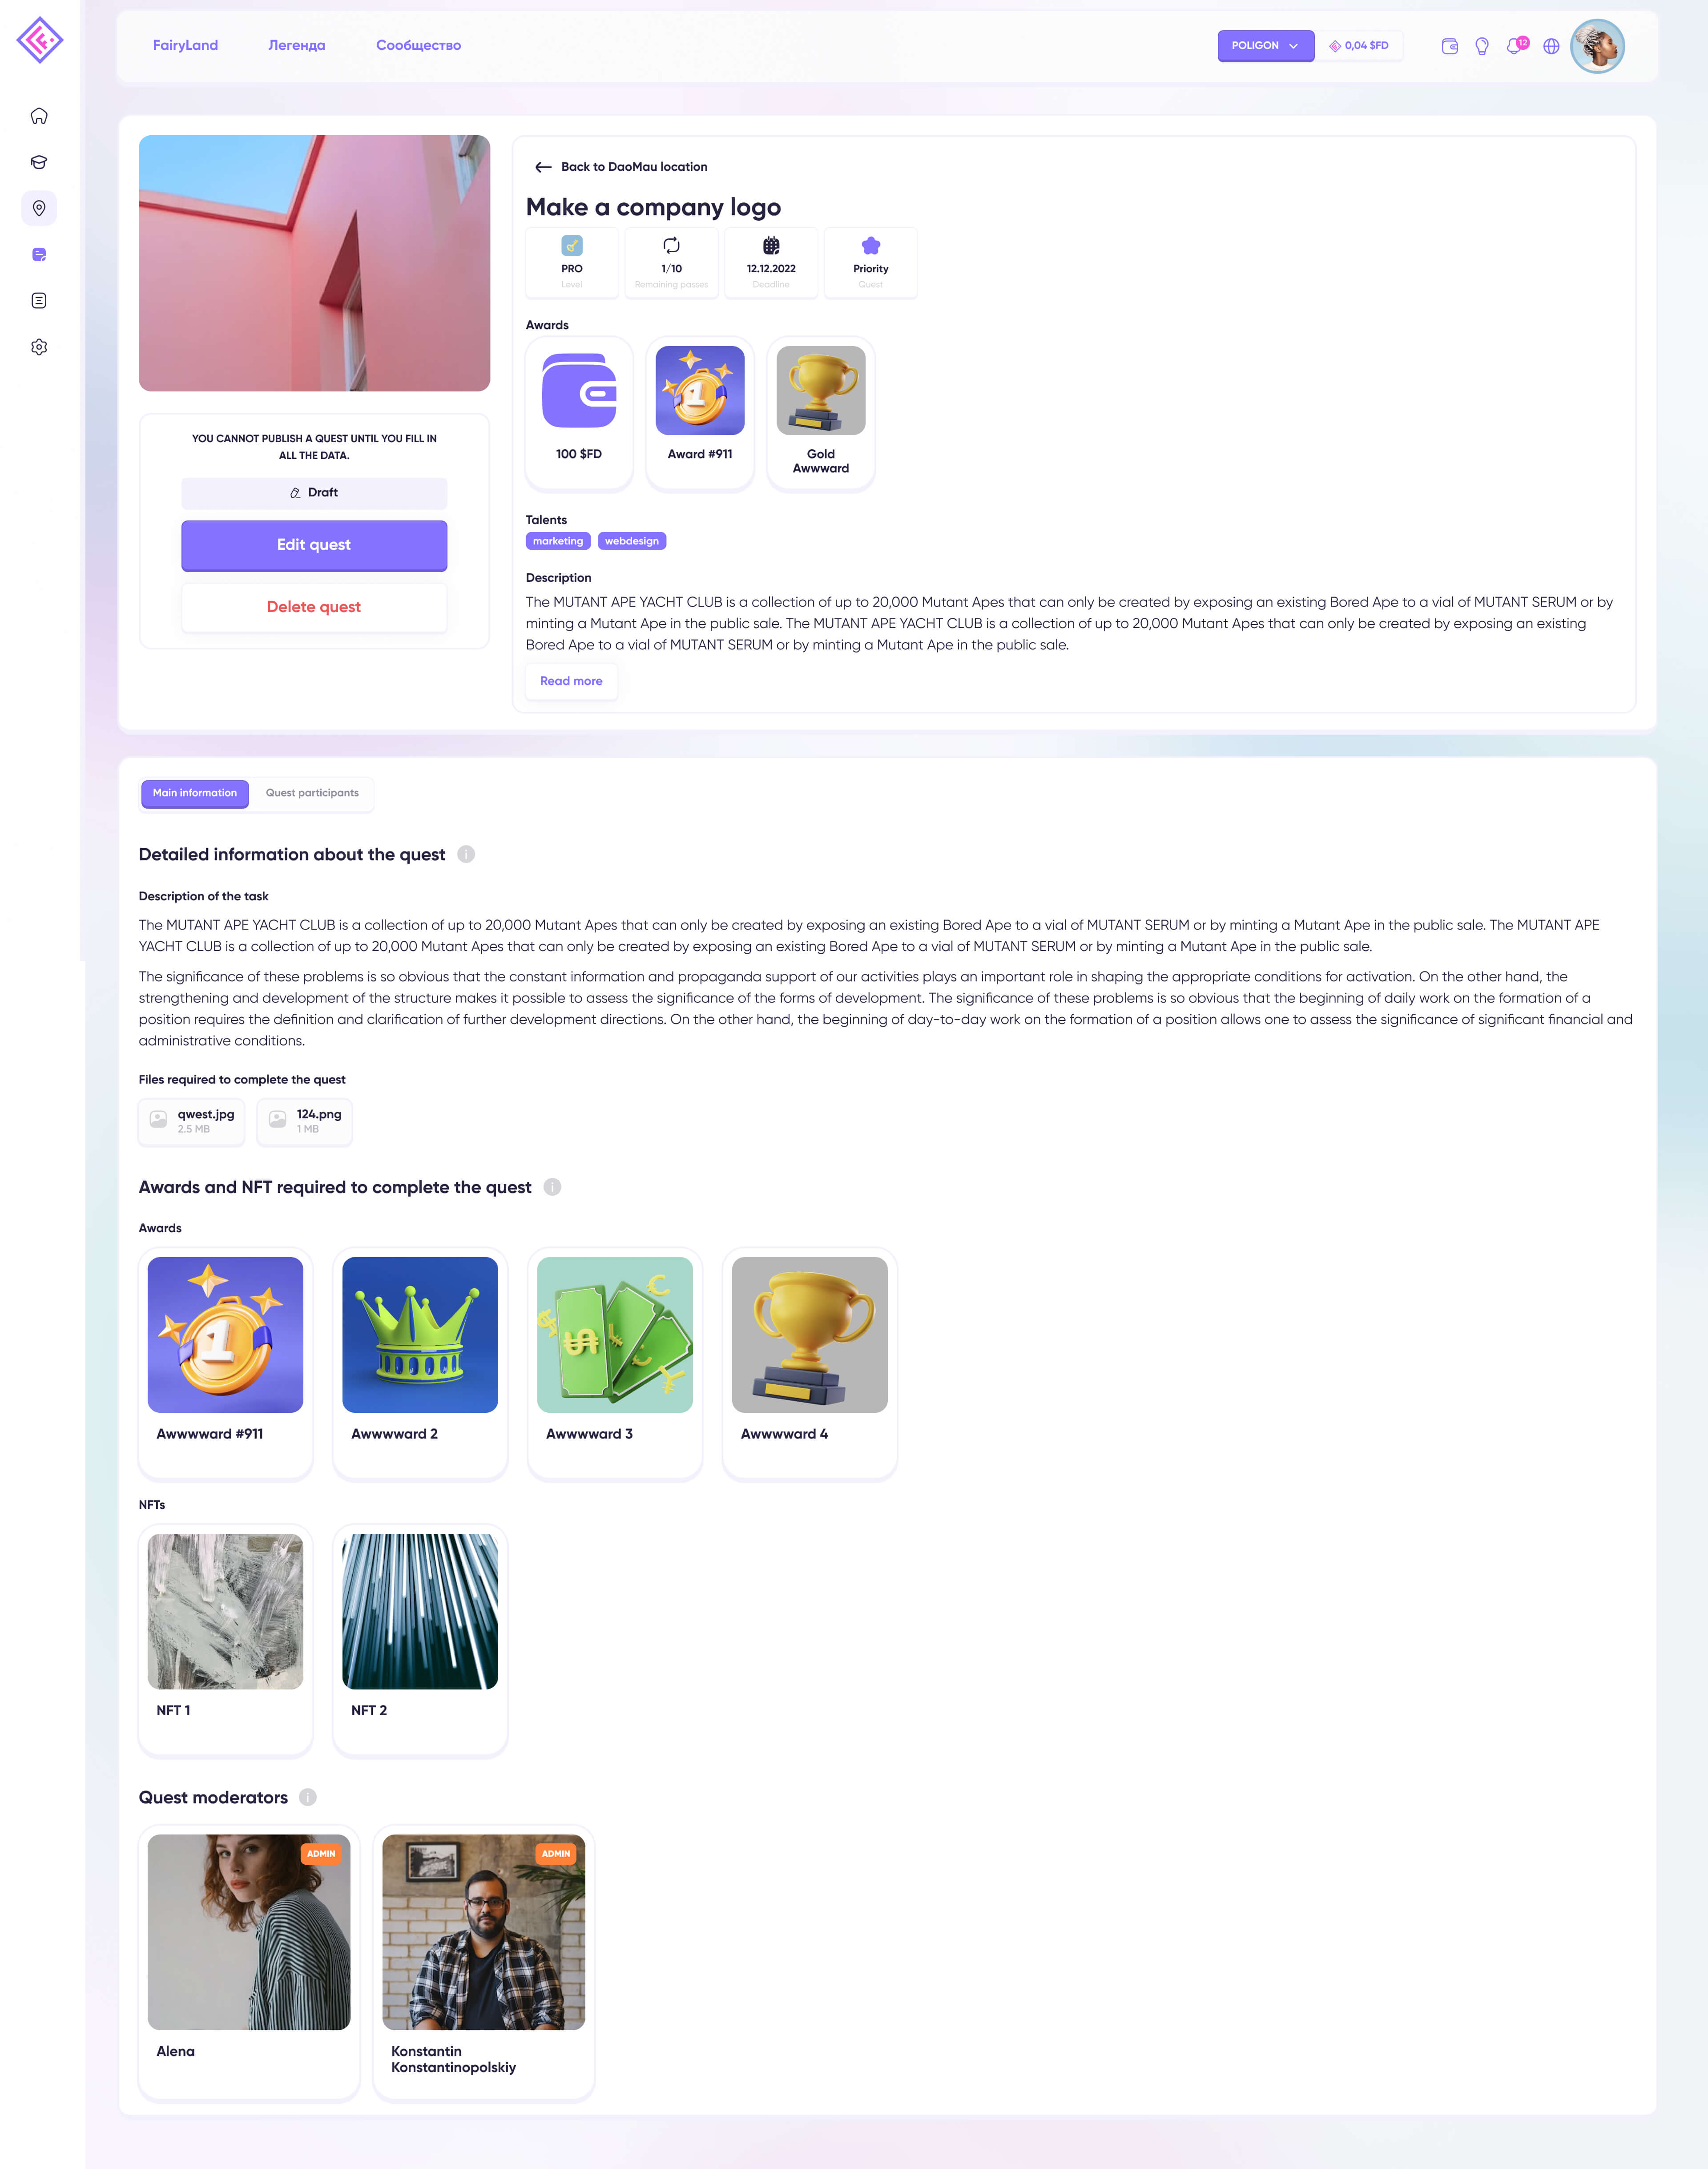 FairyLand
Легенда
Сообщество
POLIGON
0,04 $FD
12
Back to DaoMau location
Make a company logo
PRO
Level
1/10
Remaining passes
12.12.2022
Deadline
Priority
Quest
Awards
100 $FD
1
Award #911
Gold
Awwward
YOU CANNOT PUBLISH A QUEST UNTIL YOU FILL IN
ALL THE DATA.
Draft
Edit quest
Delete quest
Talents
marketing
webdesign
Description
The MUTANT APE YACHT CLUB is a collection of up to 20,000 Mutant Apes that can only be created by exposing an existing Bored Ape to a vial of MUTANT SERUM or by
minting a Mutant Ape in the public sale. The MUTANT APE YACHT CLUB is a collection of up to 20,000 Mutant Apes that can only be created by exposing an existing
Bored Ape to a vial of MUTANT SERUM or by minting a Mutant Ape in the public sale.
Read more
Main information
Quest participants
Detailed information about the quest
Description of the task
The MUTANT APE YACHT CLUB is a collection of up to 20,000 Mutant Apes that can only be created by exposing an existing Bored Ape to a vial of MUTANT SERUM or by minting a Mutant Ape in the public sale. The MUTANT APE
YACHT CLUB is a collection of up to 20,000 Mutant Apes that can only be created by exposing an existing Bored Ape to a vial of MUTANT SERUM or by minting a Mutant Ape in the public sale.
The significance of these problems is so obvious that the constant information and propaganda support of our activities plays an important role in shaping the appropriate conditions for activation. On the other hand, the
strengthening and development of the structure makes it possible to assess the significance of the forms of development. The significance of these problems is so obvious that the beginning of daily work on the formation of a
position requires the definition and clarification of further development directions. On the other hand, the beginning of day-to-day work on the formation of a position allows one to assess the significance of significant financial and
administrative conditions.
Files required to complete the quest
qwest.jpg
2.5 MB
124.png
1 MB
Awards and NFT required to complete the quest
Awards
1
Awwwward #911
Awwwward 2
$
Awwwward 3
Awwwward 4
NFTs
NFT 1
NFT 2
Quest moderators
ADMIN
Alena
ADMIN
Konstantin
Konstantinopolskiy